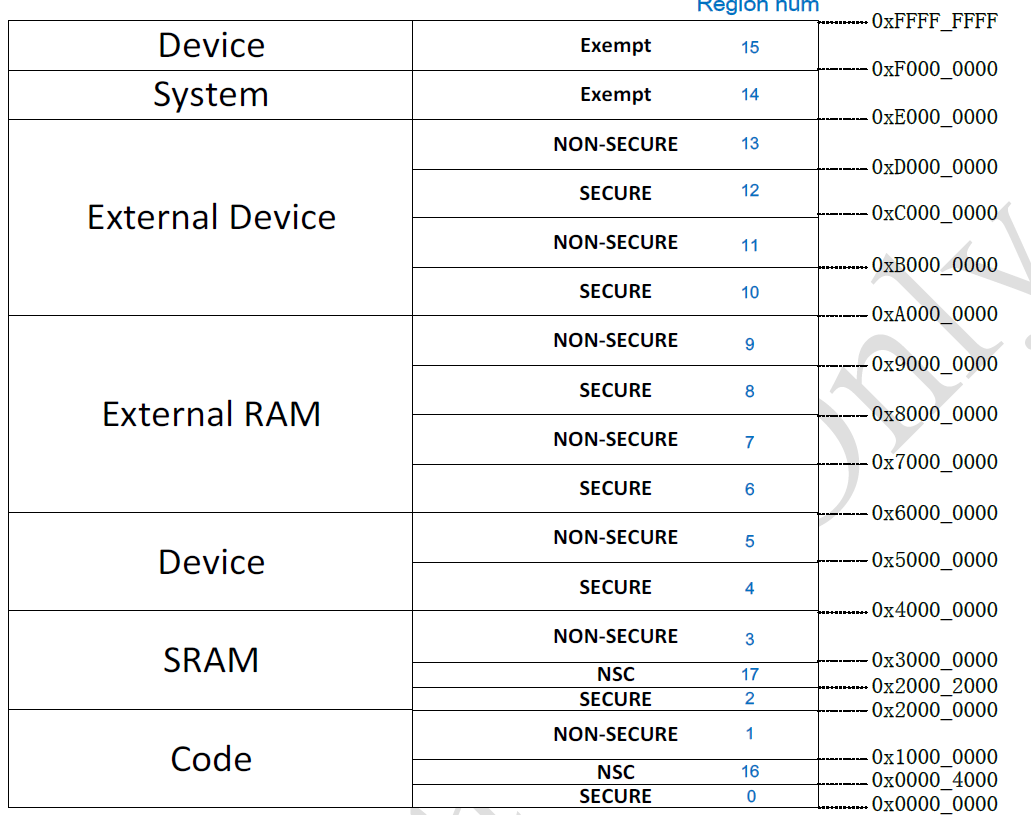 Region num
0xFFFF_FFFF
Device Exempt 15
0xF000_0000
System Exempt 14
0xE000_0000
External Device
NON-SECURE 13
0xD000_0000
SECURE 12
0xC000_0000
NON-SECURE 11
0xB000_0000
SECURE 10
0xA000_0000
External RAM
NON-SECURE 9
0x9000_0000
SECURE 8
0x8000_0000
NON-SECURE 7
0x7000_0000
SECURE 6
0x6000_0000
Device
NON-SECURE 5
0x5000_0000
SECURE 4
0x4000_0000
SRAM
NON-SECURE 3
0x3000_0000
NSC 17
0x2000_2000
SECURE 2
0x2000_0000
Code
NON-SECURE 1
0x1000_0000
NSC 16
0x0000_4000
SECURE 0
0x0000_0000